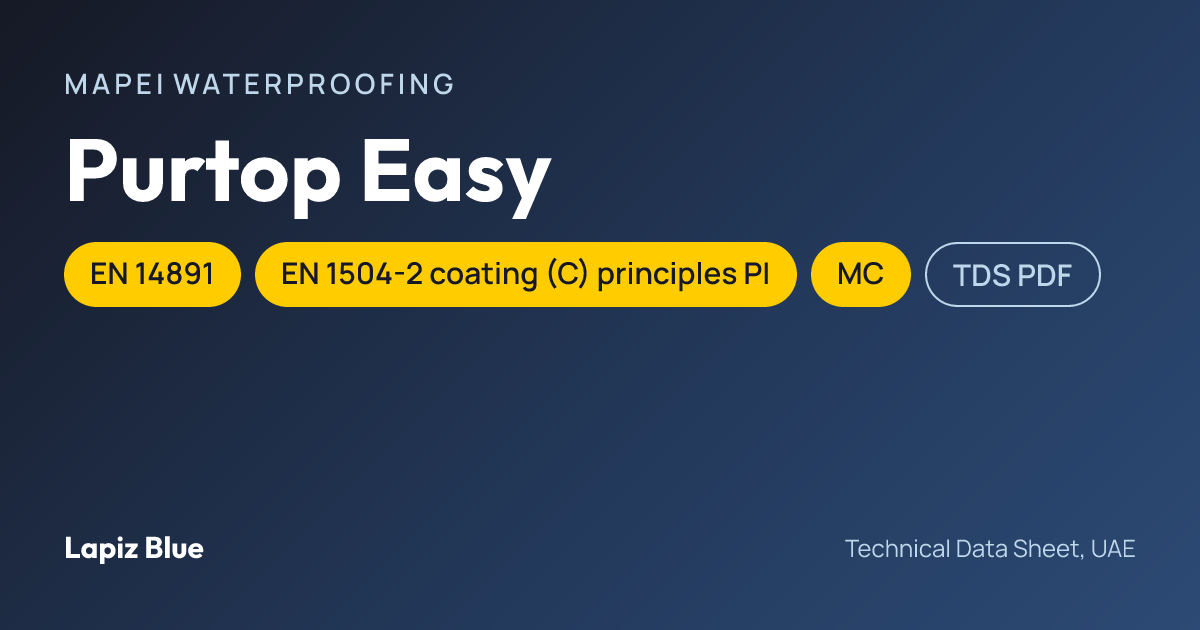 MAPEI WATERPROOFING
Purtop Easy
EN 14891 EN 1504-2 coating (C) principles PI MC TDS PDF
Lapiz Blue Technical Data Sheet, UAE